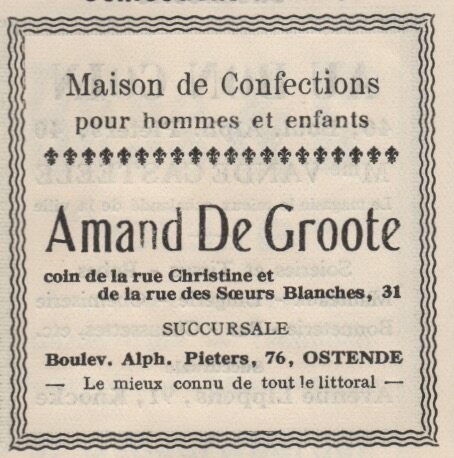 Maison de Confections
pour hommes et enfants
Amand De Groote
coin de la rue Christine et
de la rue des Sœurs Blanches, 31
SUCCURSALE
Boulev. Alph. Pieters, 76, OSTENDE
— Le mieux connu de tout le littoral —